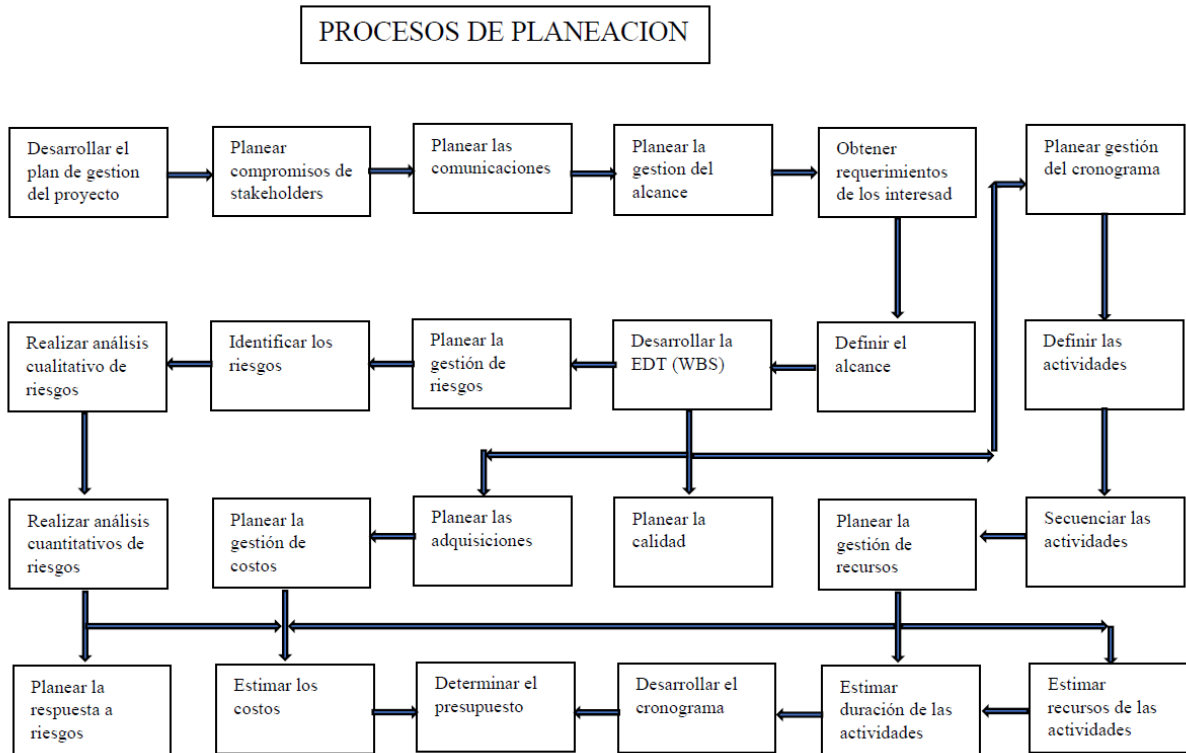 PROCESOS DE PLANEACION
Desarrollar el
plan de gestion
del proyecto
Planear
compromisos de
stakeholders
Planear las
comunicaciones
Planear la
gestion del
alcance
Obtener
requerimientos
de los interesad
Planear gestión
del cronograma
Realizar análisis
cualitativo de
riesgos
Identificar los
riesgos
Planear la
gestión de
riesgos
Desarrollar la
EDT (WBS)
Definir el
alcance
Definir las
actividades
Realizar análisis
cuantitativos de
riesgos
Planear la
gestión de
costos
Planear las
adquisiciones
Planear la
calidad
Planear la
gestión de
recursos
Secuenciar las
actividades
Planear la
respuesta a
riesgos
Estimar los
costos
Determinar el
presupuesto
Desarrollar el
cronograma
Estimar
duración de las
actividades
Estimar
recursos de las
actividades